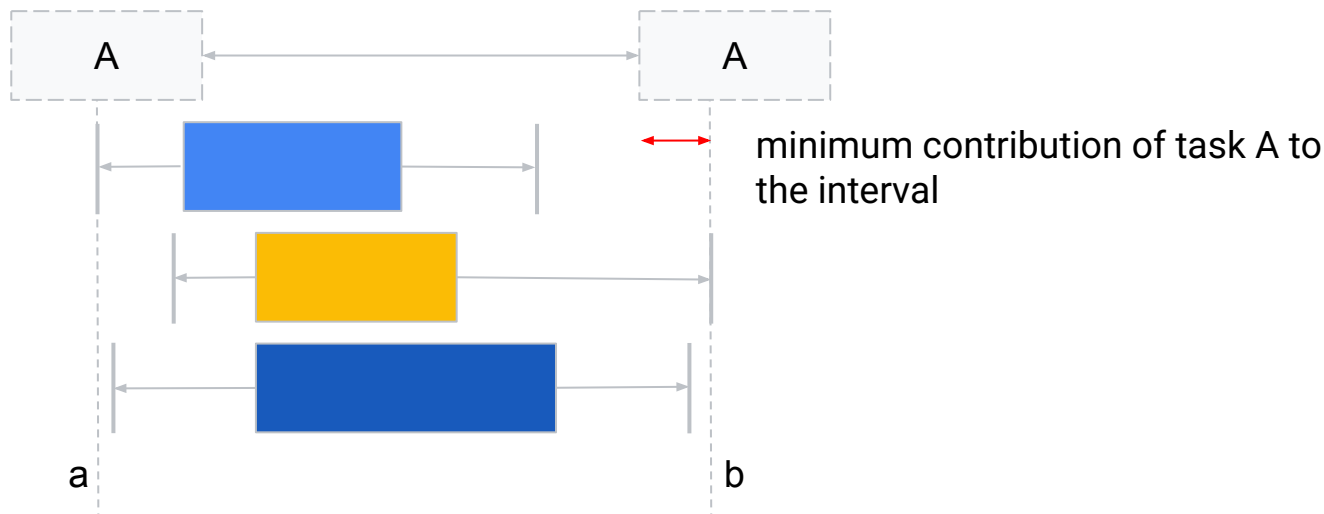 A
A
minimum contribution of task A to
the interval
a
b